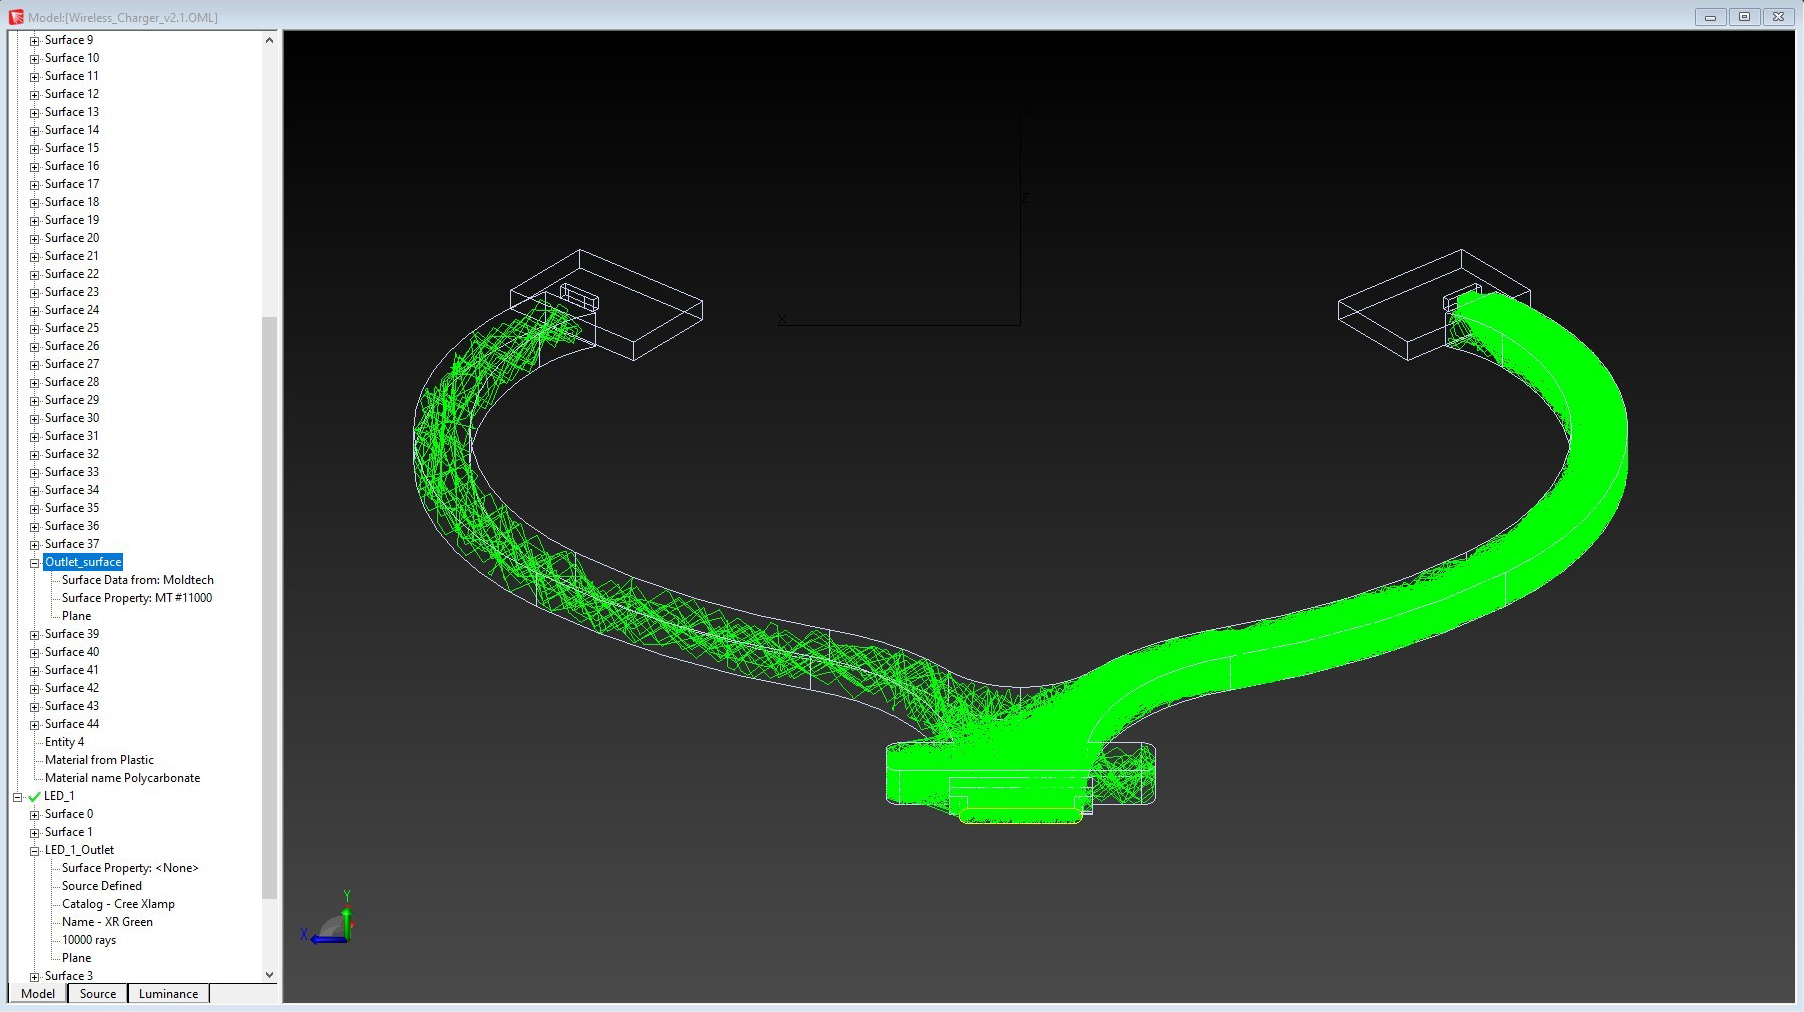 Model:[Wireless_Charger_v2.1.OML]
Surface 9
Surface 10
Surface 11
Surface 12
Surface 13
Surface 14
Surface 15
Surface 16
Surface 17
Surface 18
Surface 19
Surface 20
Surface 21
Surface 22
Surface 23
Surface 24
Surface 25
Surface 26
Surface 27
Surface 28
Surface 29
Surface 30
Surface 31
Surface 32
Surface 33
Surface 34
Surface 35
Surface 36
Surface 37
Outlet_surface
Surface Data from: Moldtech
Surface Property: MT #11000
Plane
Surface 39
Surface 40
Surface 41
Surface 42
Surface 43
Surface 44
Entity 4
Material from Plastic
Material name Polycarbonate
LED_1
Surface 0
Surface 1
LED_1_Outlet
Surface Property: <None>
Source Defined
Catalog - Cree Xlamp
Name - XR Green
10000 rays
Plane
Surface 3
Model Source Luminance
Z
X
Y
X